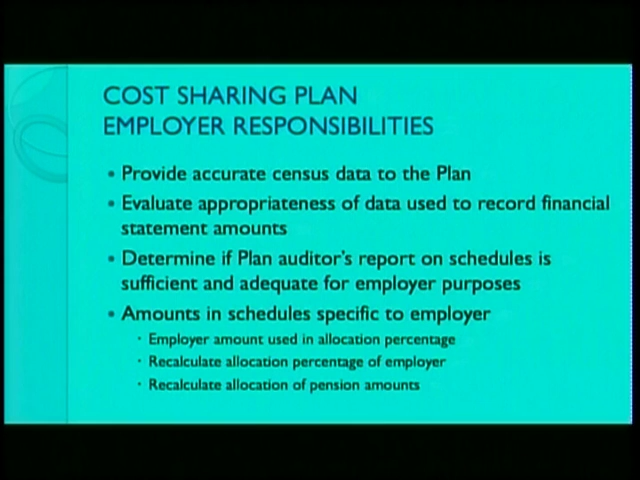 COST SHARING PLAN
EMPLOYER RESPONSIBILITIES
• Provide accurate census data to the Plan
• Evaluate appropriateness of data used to record financial
statement amounts
• Determine if Plan auditor's report on schedules is
sufficient and adequate for employer purposes
• Amounts in schedules specific to employer
• Employer amount used in allocation percentage
• Recalculate allocation percentage of employer
• Recalculate allocation of pension amounts